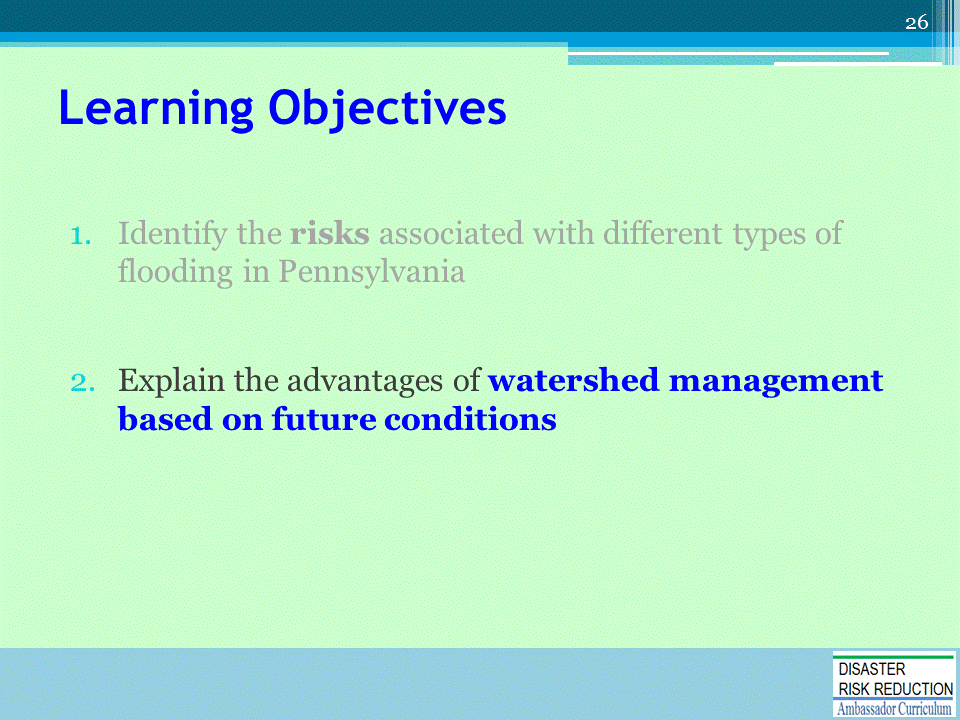 26
Learning Objectives
1. Identify the risks associated with different types of
flooding in Pennsylvania
2. Explain the advantages of watershed management
based on future conditions
DISASTER
RISK REDUCTION
Ambassador Curriculum